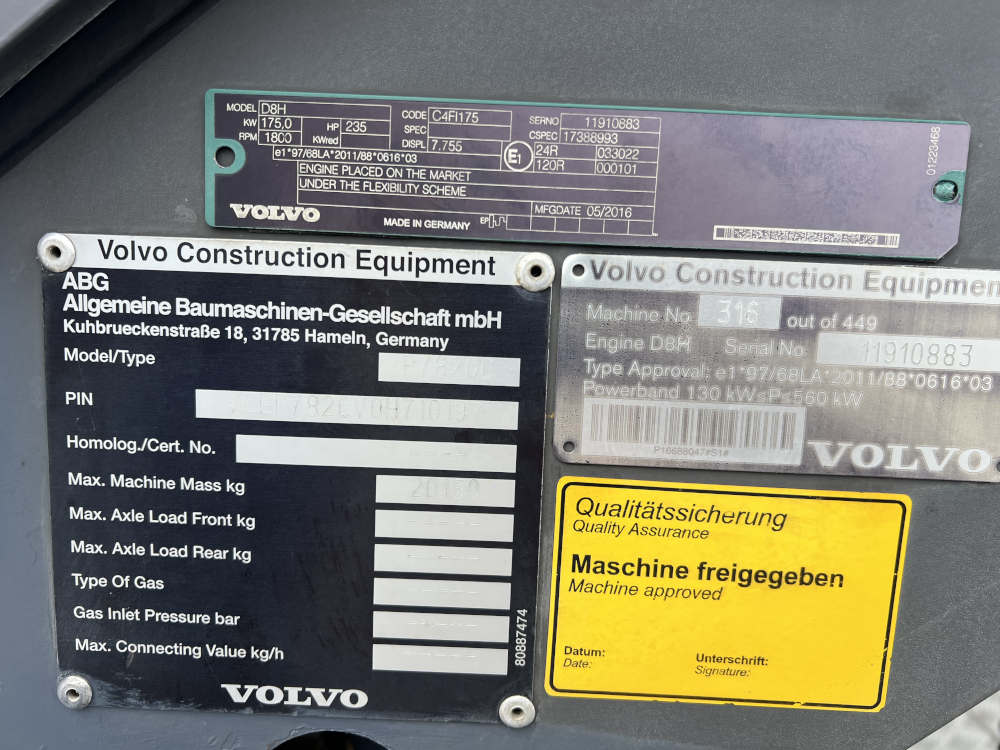 MODEL D8H
KW 175,0 HP 235
RPM 1800 KWred
CODE C4FI175
SPEC
DISPL 7.755
SERNO 11910883
CSPEC 17388993
E1 24R 033022
120R 000101
e1*97/68LA*2011/88*0616*03
ENGINE PLACED ON THE MARKET
UNDER THE FLEXIBILITY SCHEME
MFGDATE 05/2016
VOLVO
MADE IN GERMANY
EP
01223468
Volvo Construction Equipment
ABG
Allgemeine Baumaschinen-Gesellschaft mbH
Kuhbrueckenstraße 18, 31785 Hameln, Germany
Model/Type
PIN
Homolog./Cert. No.
Max. Machine Mass kg
Max. Axle Load Front kg
Max. Axle Load Rear kg
Type Of Gas
Gas Inlet Pressure bar
Max. Connecting Value kg/h
80887474
VOLVO
Volvo Construction Equipmen
Machine No 316 out of 449
Engine D8H Serial No 11910883
Type Approval: e1*97/68LA*2011/88*0616*03
Powerband 130 kW≤P≤560 kW
P16688047#S1#
VOLVO
Qualitätssicherung
Quality Assurance
Maschine freigegeben
Machine approved
Datum:
Date:
Unterschrift:
Signature: